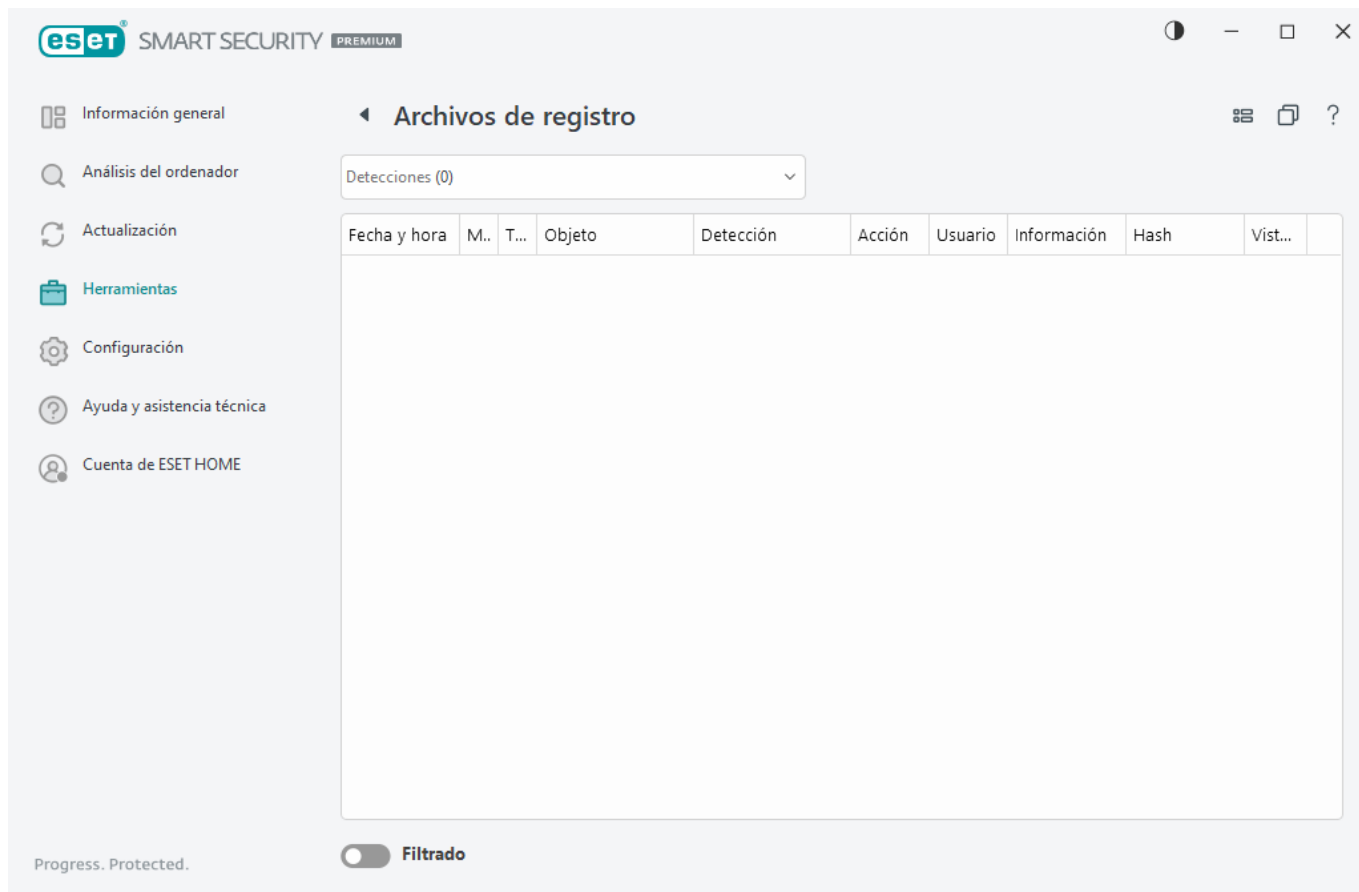 eset® SMART SECURITY PREMIUM
Información general
Análisis del ordenador
Actualización
Herramientas
Configuración
Ayuda y asistencia técnica
Cuenta de ESET HOME
Archivos de registro
?
Detecciones (0)
Fecha y hora M.. T... Objeto Detección Acción Usuario Información Hash Vist...
Filtrado
Progress. Protected.